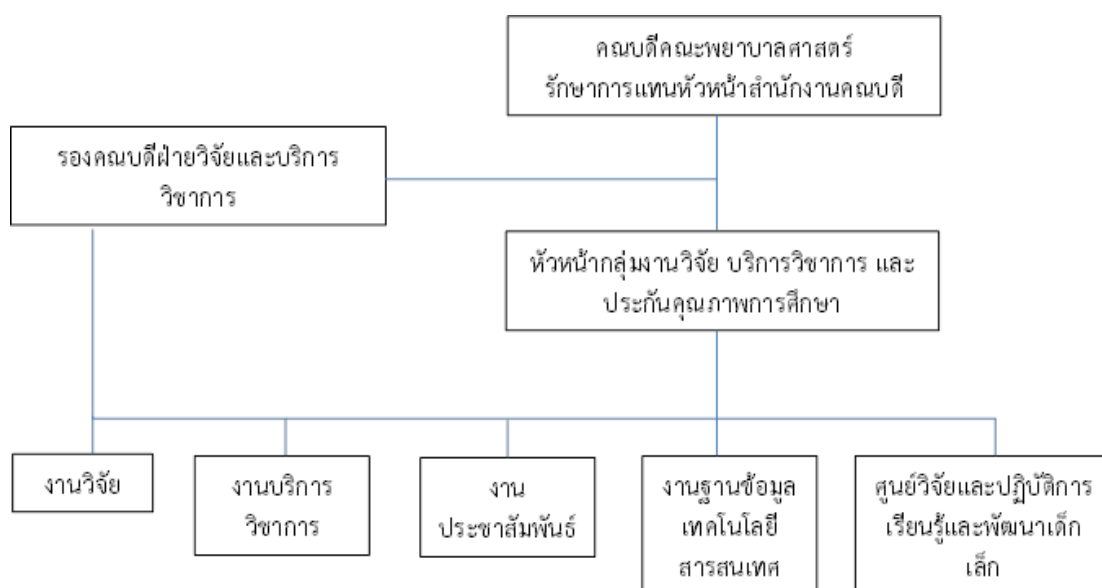 คณบดีคณะพยาบาลศาสตร์
รักษาการแทนหัวหน้าสำนักงานคณบดี
รองคณบดีฝ่ายวิจัยและบริการ
วิชาการ
หัวหน้ากลุ่มงานวิจัย บริการวิชาการ และ
ประกันคุณภาพการศึกษา
งานวิจัย
งานบริการ
วิชาการ
งาน
ประชาสัมพันธ์
งานฐานข้อมูล
เทคโนโลยี
สารสนเทศ
ศูนย์วิจัยและปฏิบัติการ
เรียนรู้และพัฒนาเด็ก
เล็ก